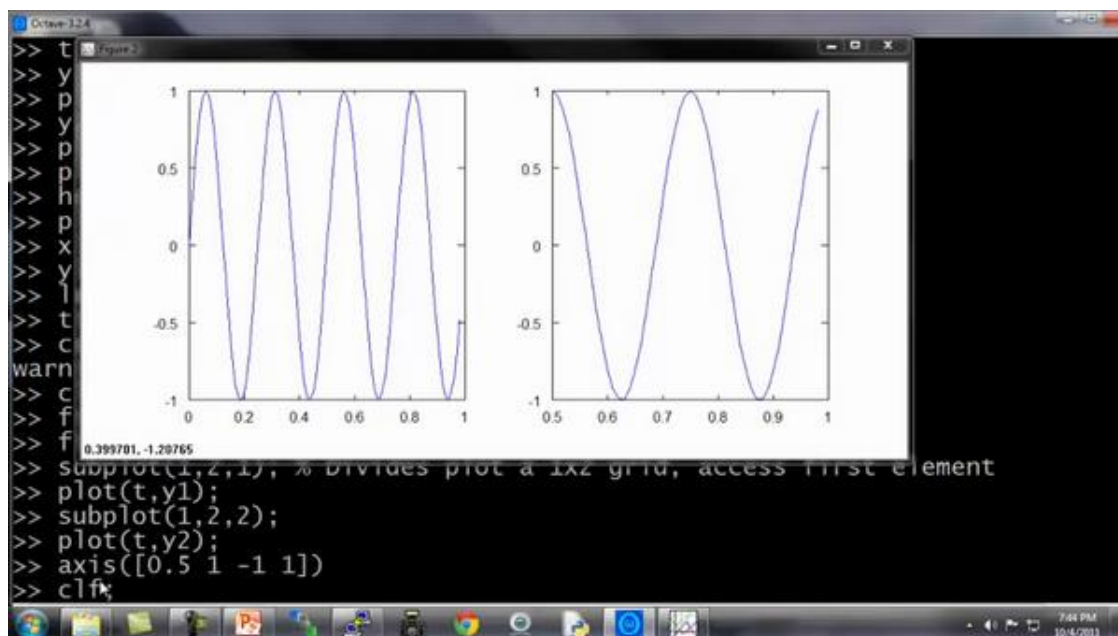 Octave-3.2.4
>> t
Figure 2
>> y
>> p
>> y
>> p
>> p
>> h
>> p
>> x
>> y
>> l
>> t
>> c
warn
>> c
>> f
>> f
1
0.5
0
-0.5
-1
0 0.2 0.4 0.6 0.8 1
1
0.5
0
-0.5
-1
0.5 0.6 0.7 0.8 0.9 1
0.399701, -1.20765
>> subplot(1,2,1); % Divides plot a 1x2 grid, access first element
>> plot(t,y1);
>> subplot(1,2,2);
>> plot(t,y2);
>> axis([0.5 1 -1 1])
>> clf;
7:44 PM
10/4/2011